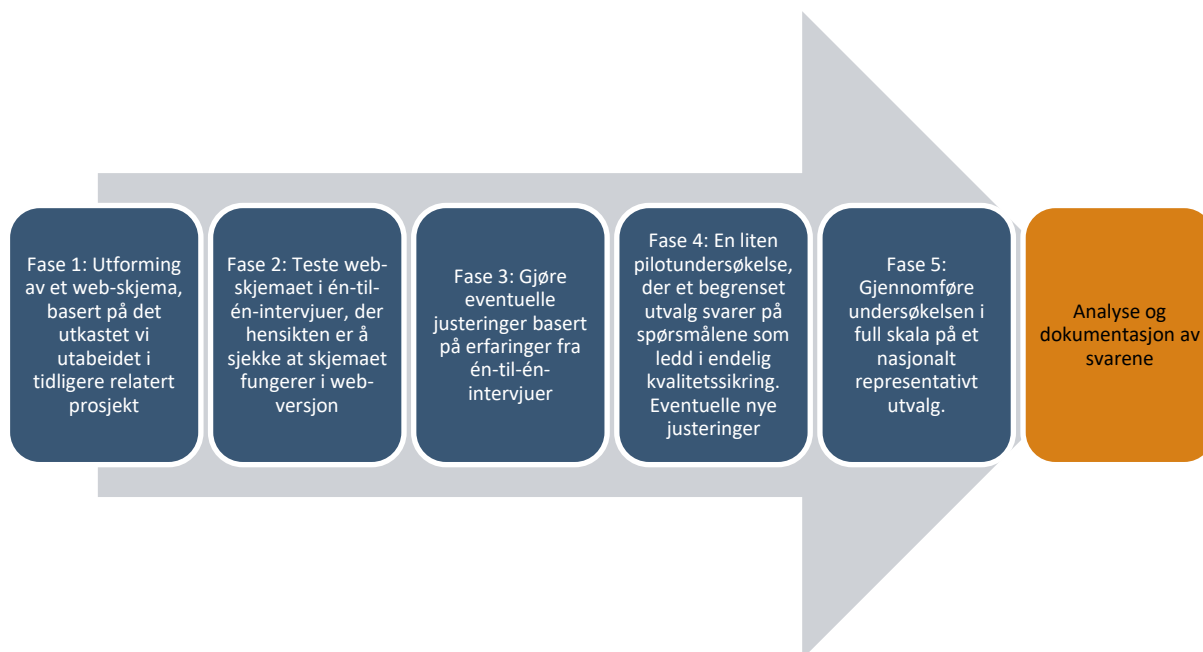 Fase 1: Utforming
av et web-skjema,
basert på det
utkastet vi
utabeidet i
tidligere relatert
prosjekt
Fase 2: Teste web-
skjemaet i én-til-
én-intervjuer, der
hensikten er å
sjekke at skjemaet
fungerer i web-
versjon
Fase 3: Gjøre
eventuelle
justeringer basert
på erfaringer fra
én-til-én-
intervjuer
Fase 4: En liten
pilotundersøkelse,
der et begrenset
utvalg svarer på
spørsmålene som
ledd i endelig
kvalitetssikring.
Eventuelle nye
justeringer
Fase 5:
Gjennomføre
undersøkelsen i
full skala på et
nasjonalt
representativt
utvalg.
Analyse og
dokumentasjon av
svarene